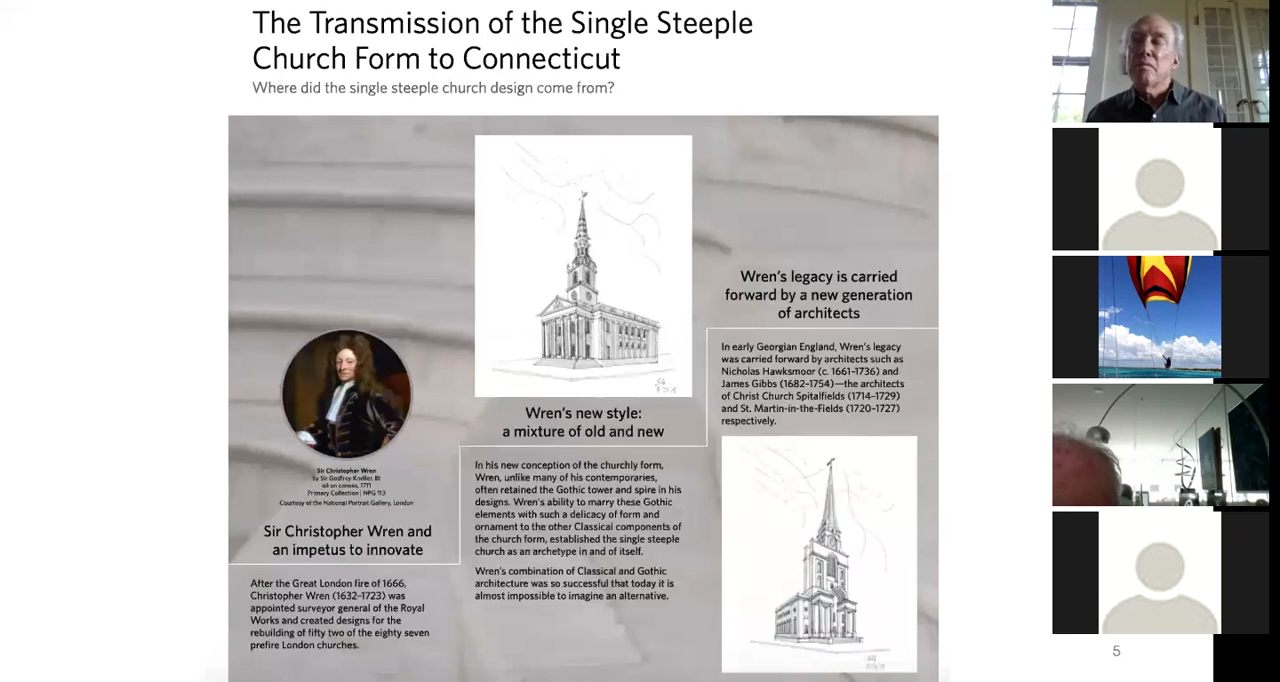 The Transmission of the Single Steeple
Church Form to Connecticut
Where did the single steeple church design come from?
Sir Christopher Wren
by Sir Godfrey Kneller, Bt
oil on canvas, 1711
Primary Collection | NPG 113
Courtesy of the National Portrait Gallery, London
Sir Christopher Wren and
an impetus to innovate
After the Great London fire of 1666,
Christopher Wren (1632–1723) was
appointed surveyor general of the Royal
Works and created designs for the
rebuilding of fifty two of the eighty seven
prefire London churches.
Wren's new style:
a mixture of old and new
In his new conception of the churchly form,
Wren, unlike many of his contemporaries,
often retained the Gothic tower and spire in his
designs. Wren's ability to marry these Gothic
elements with such a delicacy of form and
ornament to the other Classical components of
the church form, established the single steeple
church as an archetype in and of itself.
Wren's combination of Classical and Gothic
architecture was so successful that today it is
almost impossible to imagine an alternative.
Wren's legacy is carried
forward by a new generation
of architects
In early Georgian England, Wren's legacy
was carried forward by architects such as
Nicholas Hawksmoor (c. 1661–1736) and
James Gibbs (1682–1754)—the architects
of Christ Church Spitalfields (1714–1729)
and St. Martin-in-the-Fields (1720–1727)
respectively.
5